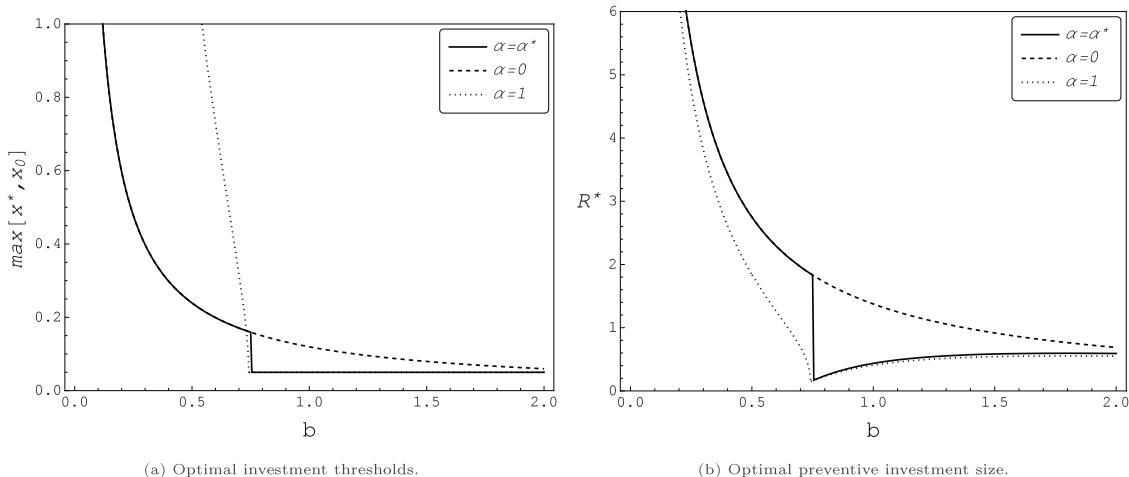 1.0
0.8
0.6
0.4
0.2
0.0
max[x*,x0]
0.0 0.5 1.0 1.5 2.0
b
α=α*
α=0
α=1
(a) Optimal investment thresholds.
6
5
4
3
2
1
0
R*
0.0 0.5 1.0 1.5 2.0
b
α=α*
α=0
α=1
(b) Optimal preventive investment size.